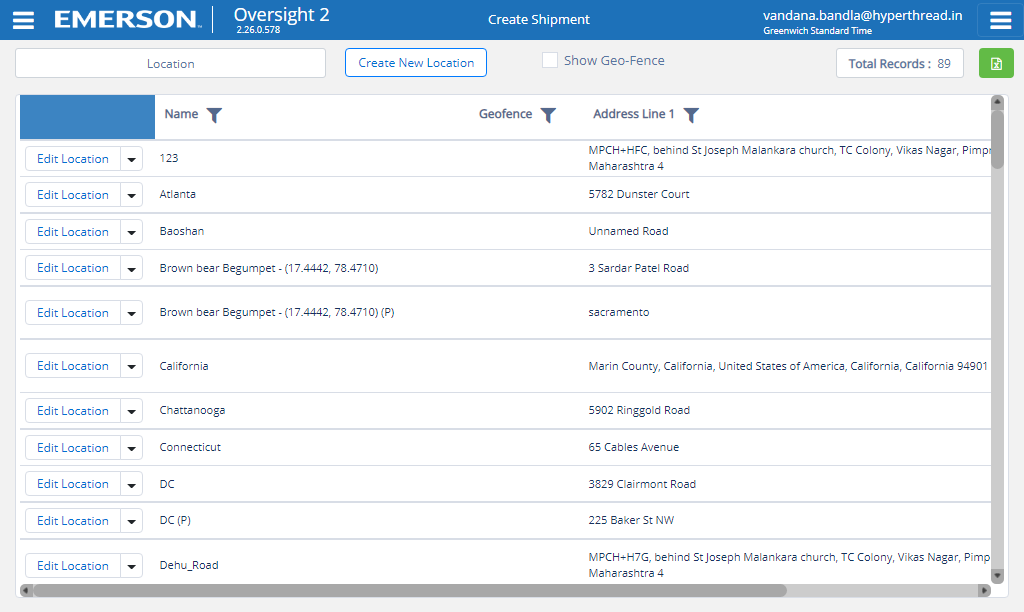 EMERSON
Oversight 2
2.26.0.578
Create Shipment
vandana.bandla@hyperthread.in
Greenwich Standard Time
Location
Create New Location
Show Geo-Fence
Total Records : 89
Name Geofence Address Line 1
Edit Location 123 MPCH+HFC, behind St Joseph Malankara church, TC Colony, Vikas Nagar, Pimpr
Maharashtra 4
Edit Location Atlanta 5782 Dunster Court
Edit Location Baoshan Unnamed Road
Edit Location Brown bear Begumpet - (17.4442, 78.4710) 3 Sardar Patel Road
Edit Location Brown bear Begumpet - (17.4442, 78.4710) (P) sacramento
Edit Location California Marin County, California, United States of America, California, California 94901
Edit Location Chattanooga 5902 Ringgold Road
Edit Location Connecticut 65 Cables Avenue
Edit Location DC 3829 Clairmont Road
Edit Location DC (P) 225 Baker St NW
Edit Location Dehu_Road MPCH+H7G, behind St Joseph Malankara church, TC Colony, Vikas Nagar, Pimp
Maharashtra 4